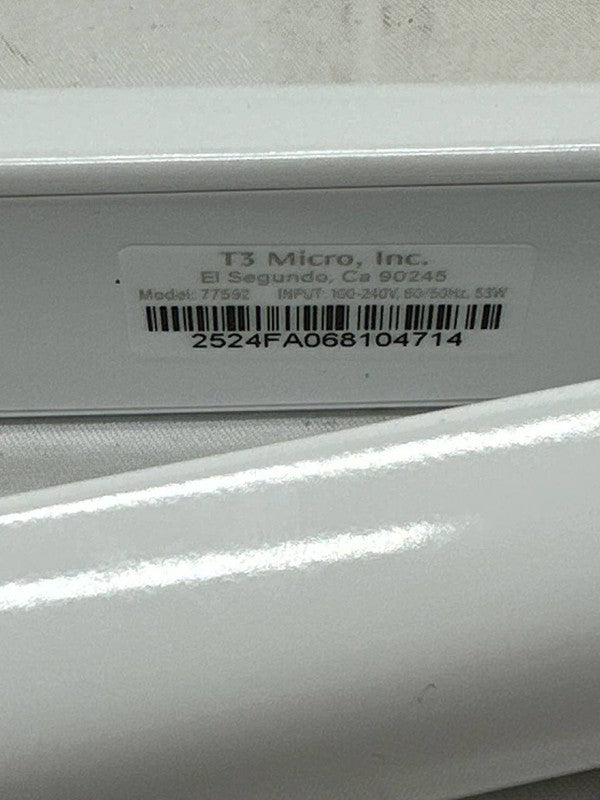 T3 Micro, Inc.
El Segundo, Ca 90245
Model: 77592 INPUT: 100-240V, 60/50Hz, 53W
2524FA068104714